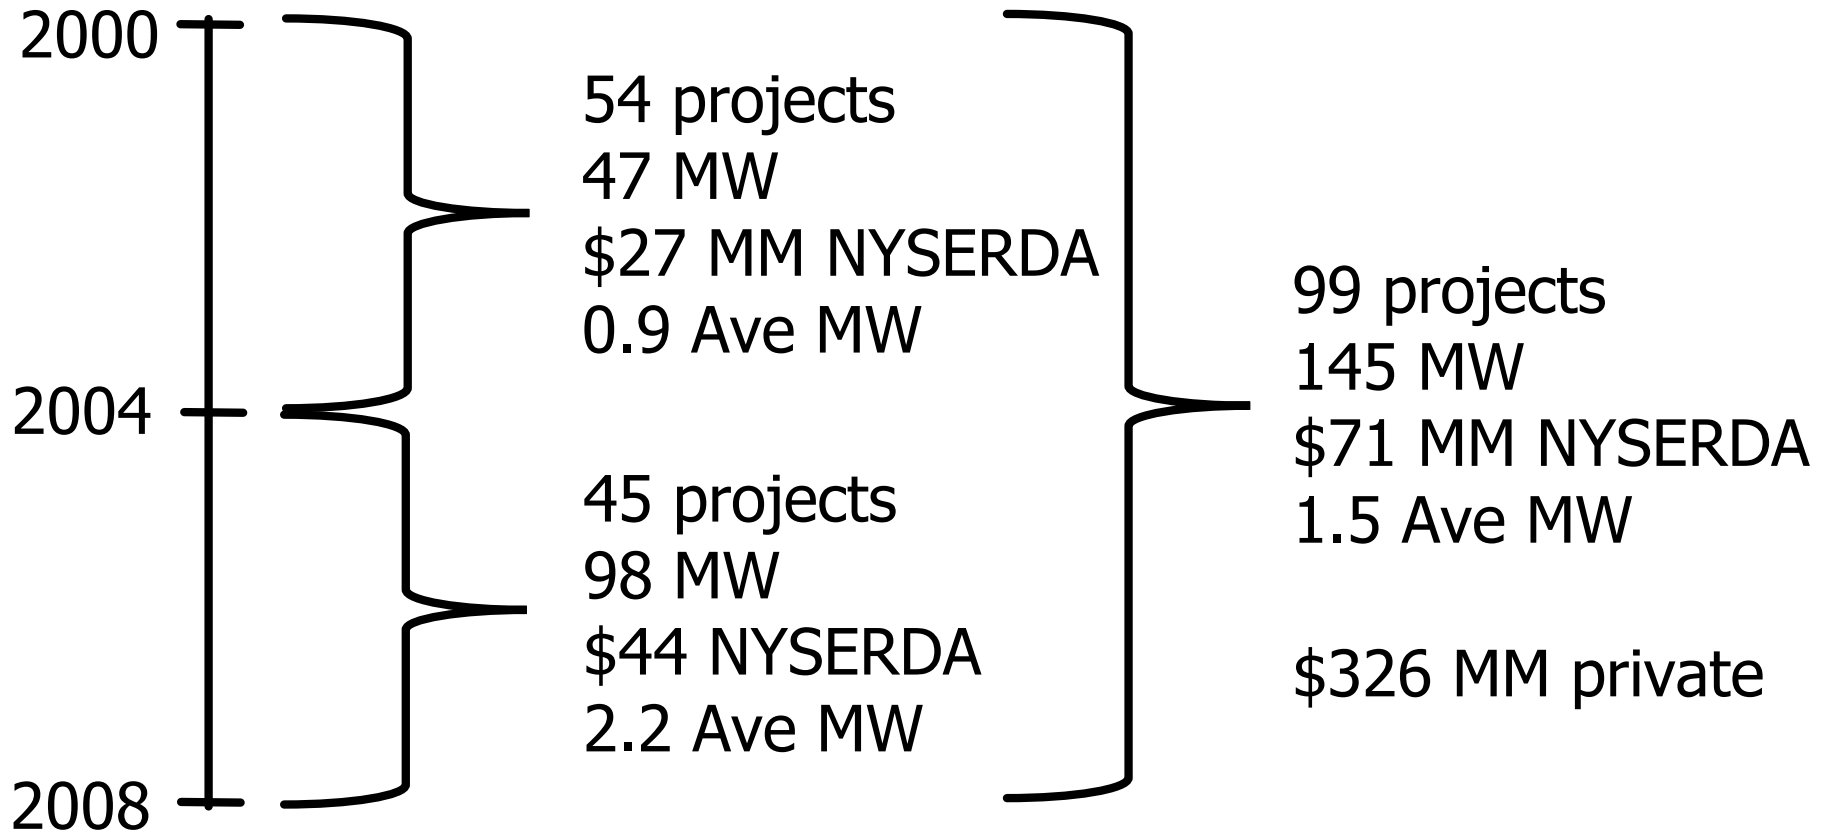 2000
54 projects
47 MW
$27 MM NYSERDA
0.9 Ave MW
2004
45 projects
98 MW
$44 NYSERDA
2.2 Ave MW
2008
99 projects
145 MW
$71 MM NYSERDA
1.5 Ave MW
$326 MM private